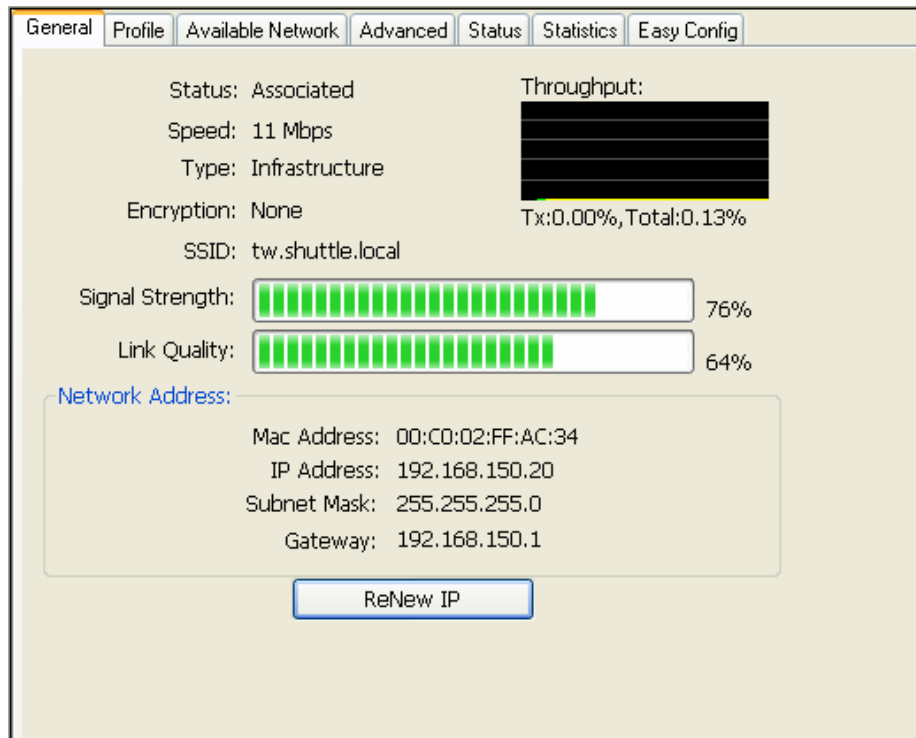 General Profile Available Network Advanced Status Statistics Easy Config
Status: Associated
Throughput:
Speed: 11 Mbps
Type: Infrastructure
Encryption: None
Tx:0.00%,Total:0.13%
SSID: tw.shuttle.local
Signal Strength: 76%
Link Quality: 64%
Network Address:
Mac Address: 00:C0:02:FF:AC:34
IP Address: 192.168.150.20
Subnet Mask: 255.255.255.0
Gateway: 192.168.150.1
ReNew IP